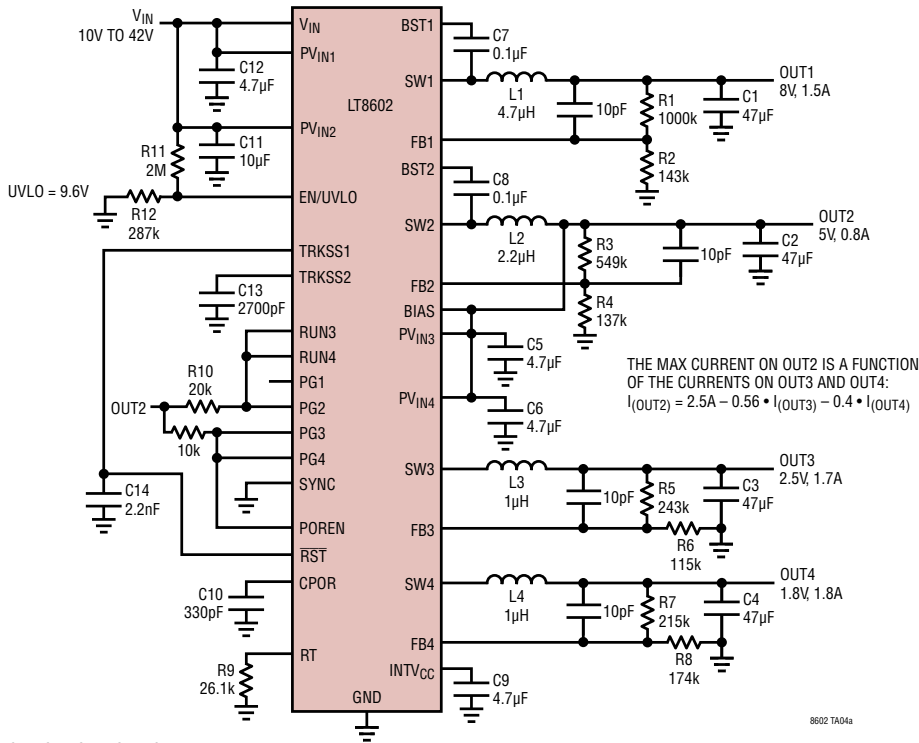 VIN
10V TO 42V
C12
4.7µF
R11
2M
C11
10µF
UVLO = 9.6V
R12
287k
C13
2700pF
R10
20k
OUT2
10k
C14
2.2nF
C10
330pF
R9
26.1k
VIN
PVIN1
LT8602
PVIN2
EN/UVLO
TRKSS1
TRKSS2
RUN3
RUN4
PG1
PG2
PG3
PG4
SYNC
POREN
RST
CPOR
RT
GND
BST1
SW1
FB1
BST2
SW2
FB2
BIAS
PVIN3
PVIN4
SW3
FB3
SW4
FB4
INTVCC
C7
0.1µF
L1
4.7µH
10pF
R1
1000k
C1
47µF
OUT1
8V, 1.5A
R2
143k
C8
0.1µF
L2
2.2µH
R3
549k
10pF
C2
47µF
OUT2
5V, 0.8A
R4
137k
C5
4.7µF
C6
4.7µF
THE MAX CURRENT ON OUT2 IS A FUNCTION
OF THE CURRENTS ON OUT3 AND OUT4:
I(OUT2) = 2.5A – 0.56 • I(OUT3) – 0.4 • I(OUT4)
L3
1µH
10pF
R5
243k
C3
47µF
OUT3
2.5V, 1.7A
R6
115k
L4
1µH
10pF
R7
215k
C4
47µF
OUT4
1.8V, 1.8A
R8
174k
C9
4.7µF
8602 TA04a